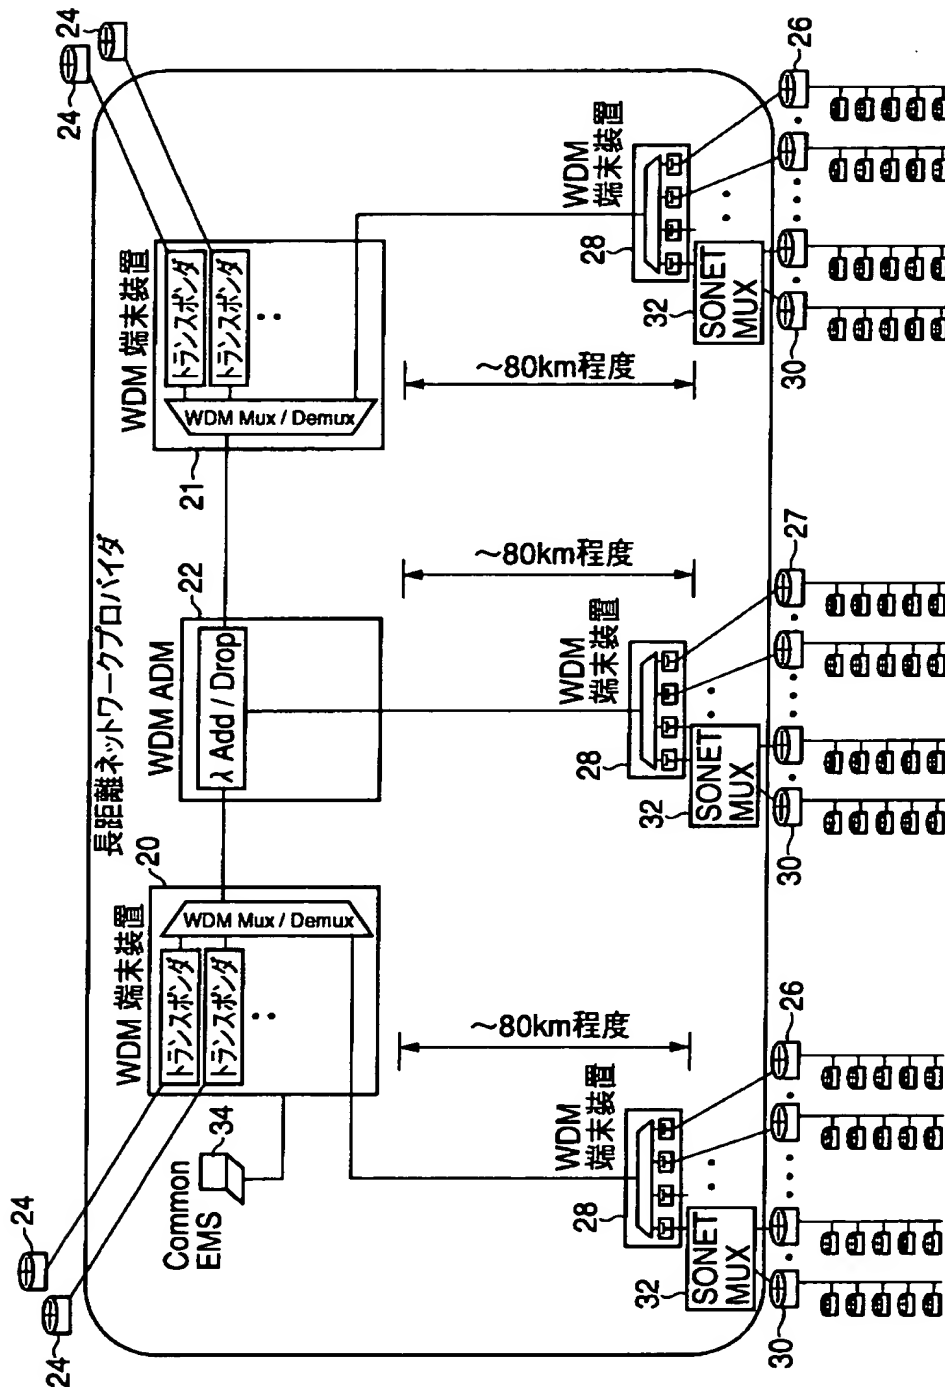 24
24
24
24
長距離ネットワークプロバイダ
WDM 端末装置
20
トランスポンダ
トランスポンダ
WDM Mux / Demux
Common
EMS
34
WDM ADM
22
λ Add / Drop
WDM 端末装置
21
トランスポンダ
トランスポンダ
WDM Mux / Demux
~80km程度
~80km程度
~80km程度
WDM
端末装置
28
32
SONET
MUX
30
26
WDM
端末装置
28
32
SONET
MUX
30
27
WDM
端末装置
28
32
SONET
MUX
30
26